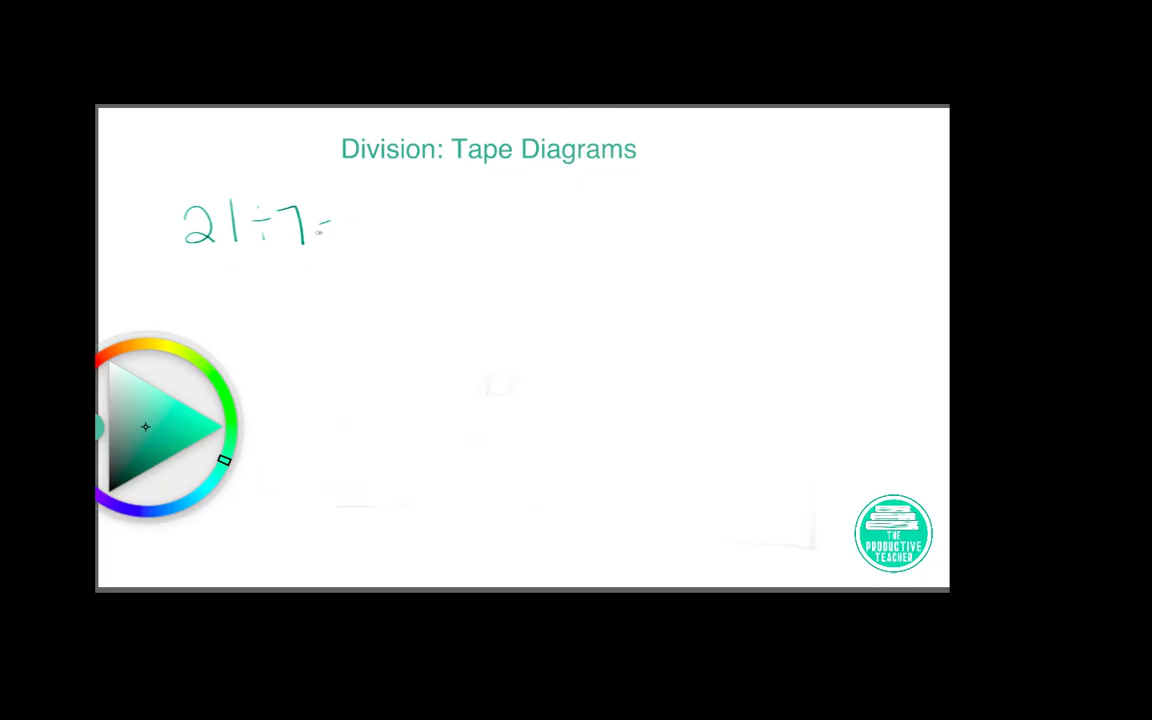 Division: Tape Diagrams
21÷7=
THE
PRODUCTIVE
TEACHER